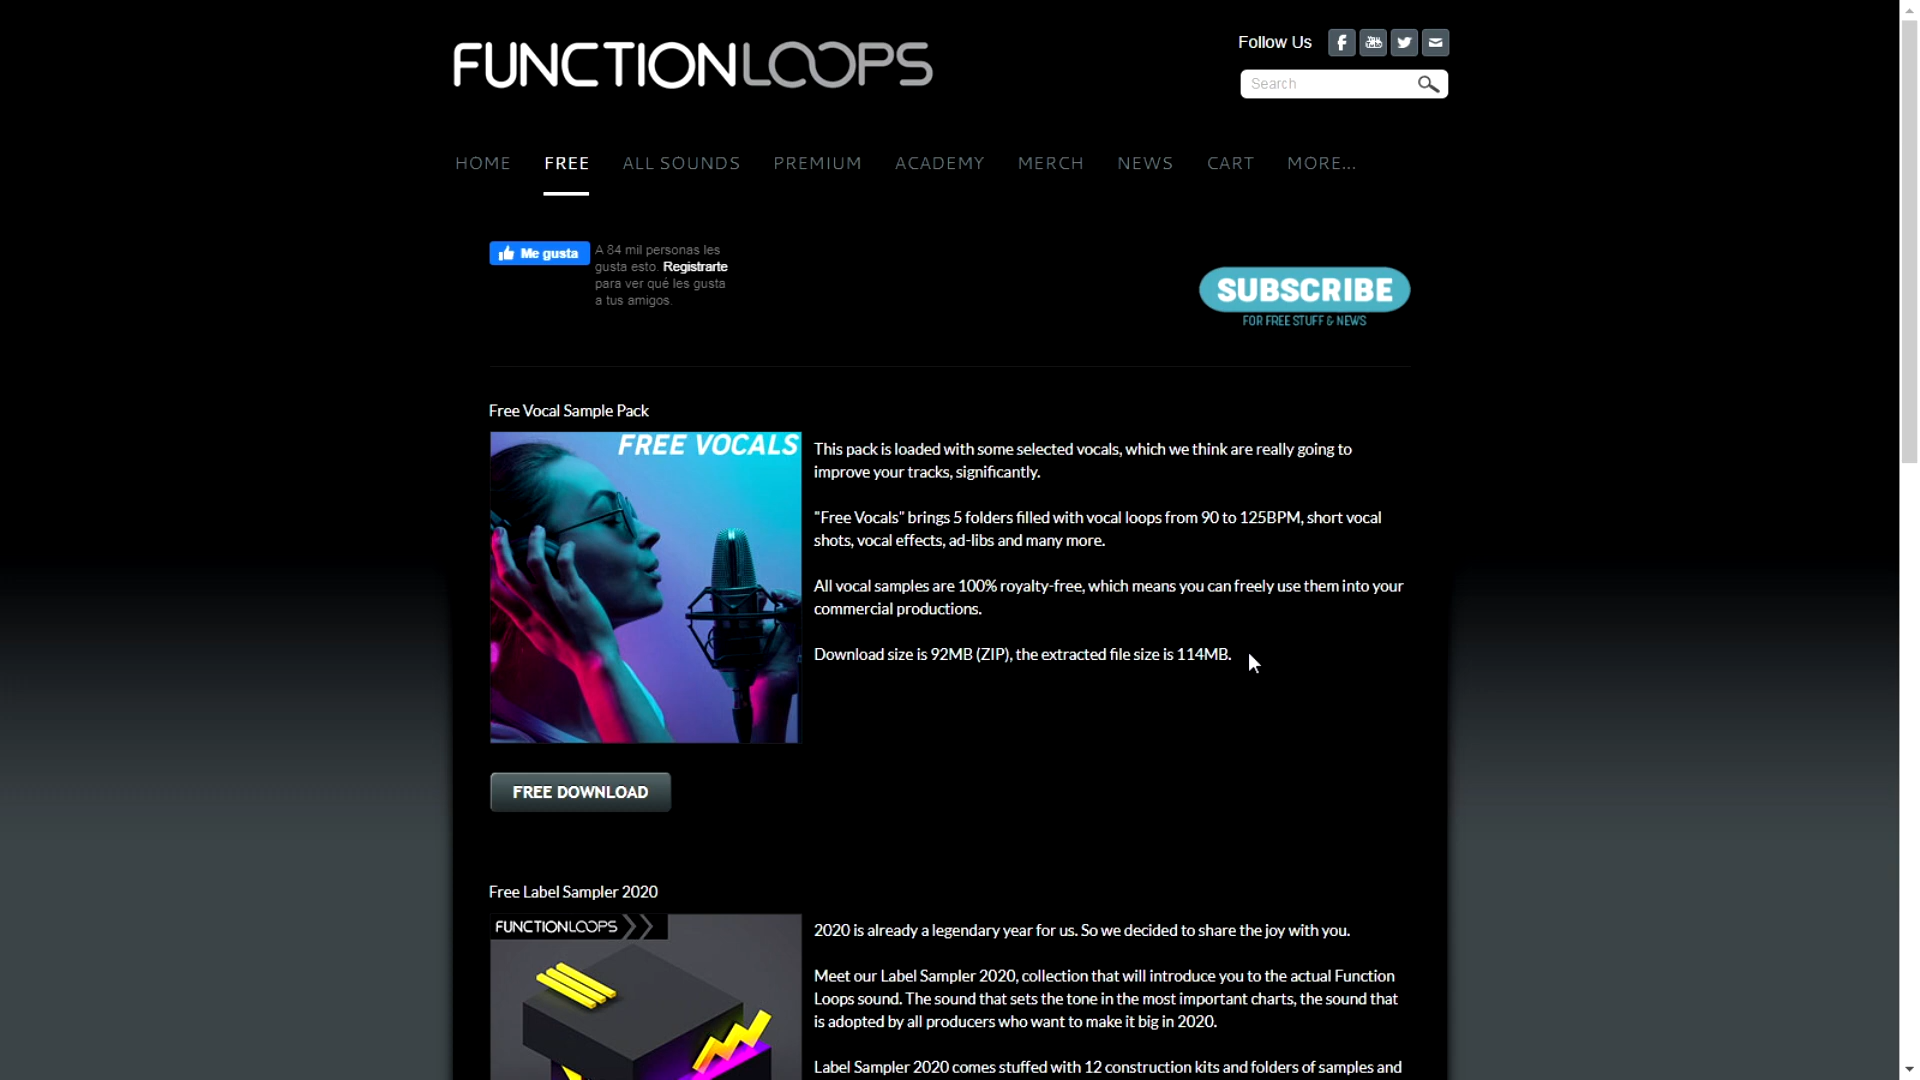 FUNCTIONLOOPS
Follow Us
Search
HOME
FREE
ALL SOUNDS
PREMIUM
ACADEMY
MERCH
NEWS
CART
MORE...
Me gusta
A 84 mil personas les
gusta esto. Registrarte
para ver qué les gusta
a tus amigos.
SUBSCRIBE
FOR FREE STUFF & NEWS
Free Vocal Sample Pack
FREE VOCALS
This pack is loaded with some selected vocals, which we think are really going to
improve your tracks, significantly.
"Free Vocals" brings 5 folders filled with vocal loops from 90 to 125BPM, short vocal
shots, vocal effects, ad-libs and many more.
All vocal samples are 100% royalty-free, which means you can freely use them into your
commercial productions.
Download size is 92MB (ZIP), the extracted file size is 114MB.
FREE DOWNLOAD
Free Label Sampler 2020
FUNCTIONLOOPS
2020 is already a legendary year for us. So we decided to share the joy with you.
Meet our Label Sampler 2020, collection that will introduce you to the actual Function
Loops sound. The sound that sets the tone in the most important charts, the sound that
is adopted by all producers who want to make it big in 2020.
Label Sampler 2020 comes stuffed with 12 construction kits and folders of samples and